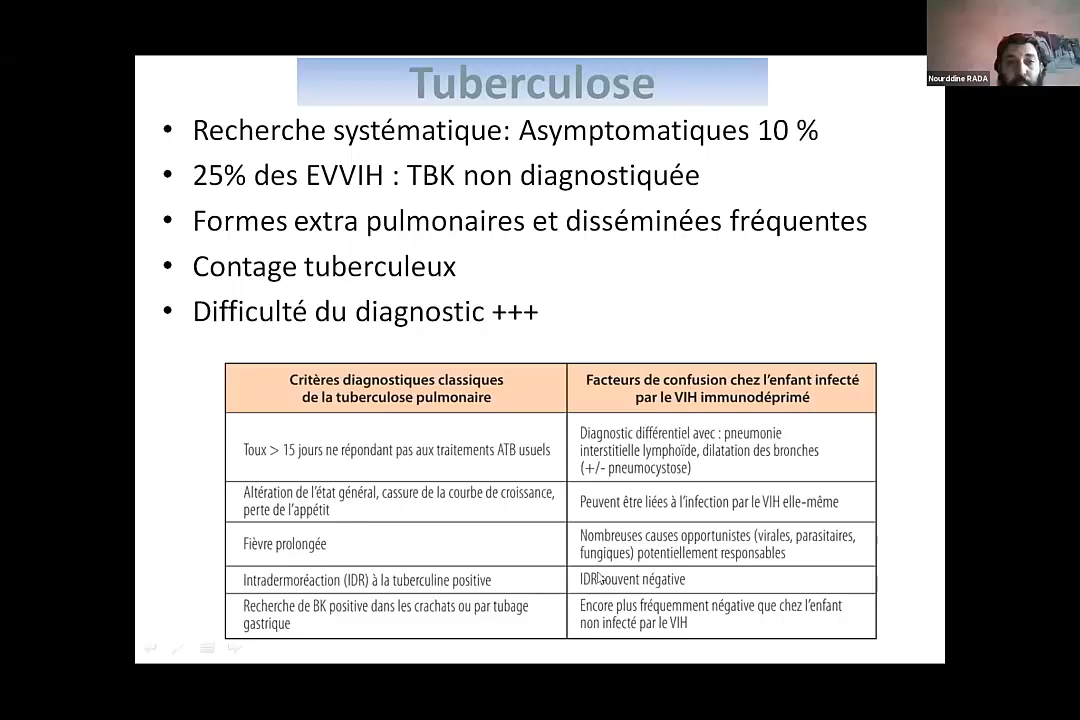 Nourddine RADA
Tuberculose
• Recherche systématique: Asymptomatiques 10 %
• 25% des EVVIH : TBK non diagnostiquée
• Formes extra pulmonaires et disséminées fréquentes
• Contage tuberculeux
• Difficulté du diagnostic +++
Critères diagnostiques classiques
de la tuberculose pulmonaire
Facteurs de confusion chez l'enfant infecté
par le VIH immunodéprimé
Toux > 15 jours ne répondant pas aux traitements ATB usuels
Diagnostic différentiel avec : pneumonie
interstitielle lymphoïde, dilatation des bronches
(+/- pneumocystose)
Altération de l'état général, cassure de la courbe de croissance,
perte de l'appétit
Peuvent être liées à l'infection par le VIH elle-même
Fièvre prolongée
Nombreuses causes opportunistes (virales, parasitaires,
fungiques) potentiellement responsables
Intradermoréaction (IDR) à la tuberculine positive
IDR souvent négative
Recherche de BK positive dans les crachats ou par tubage
gastrique
Encore plus fréquemment négative que chez l'enfant
non infecté par le VIH